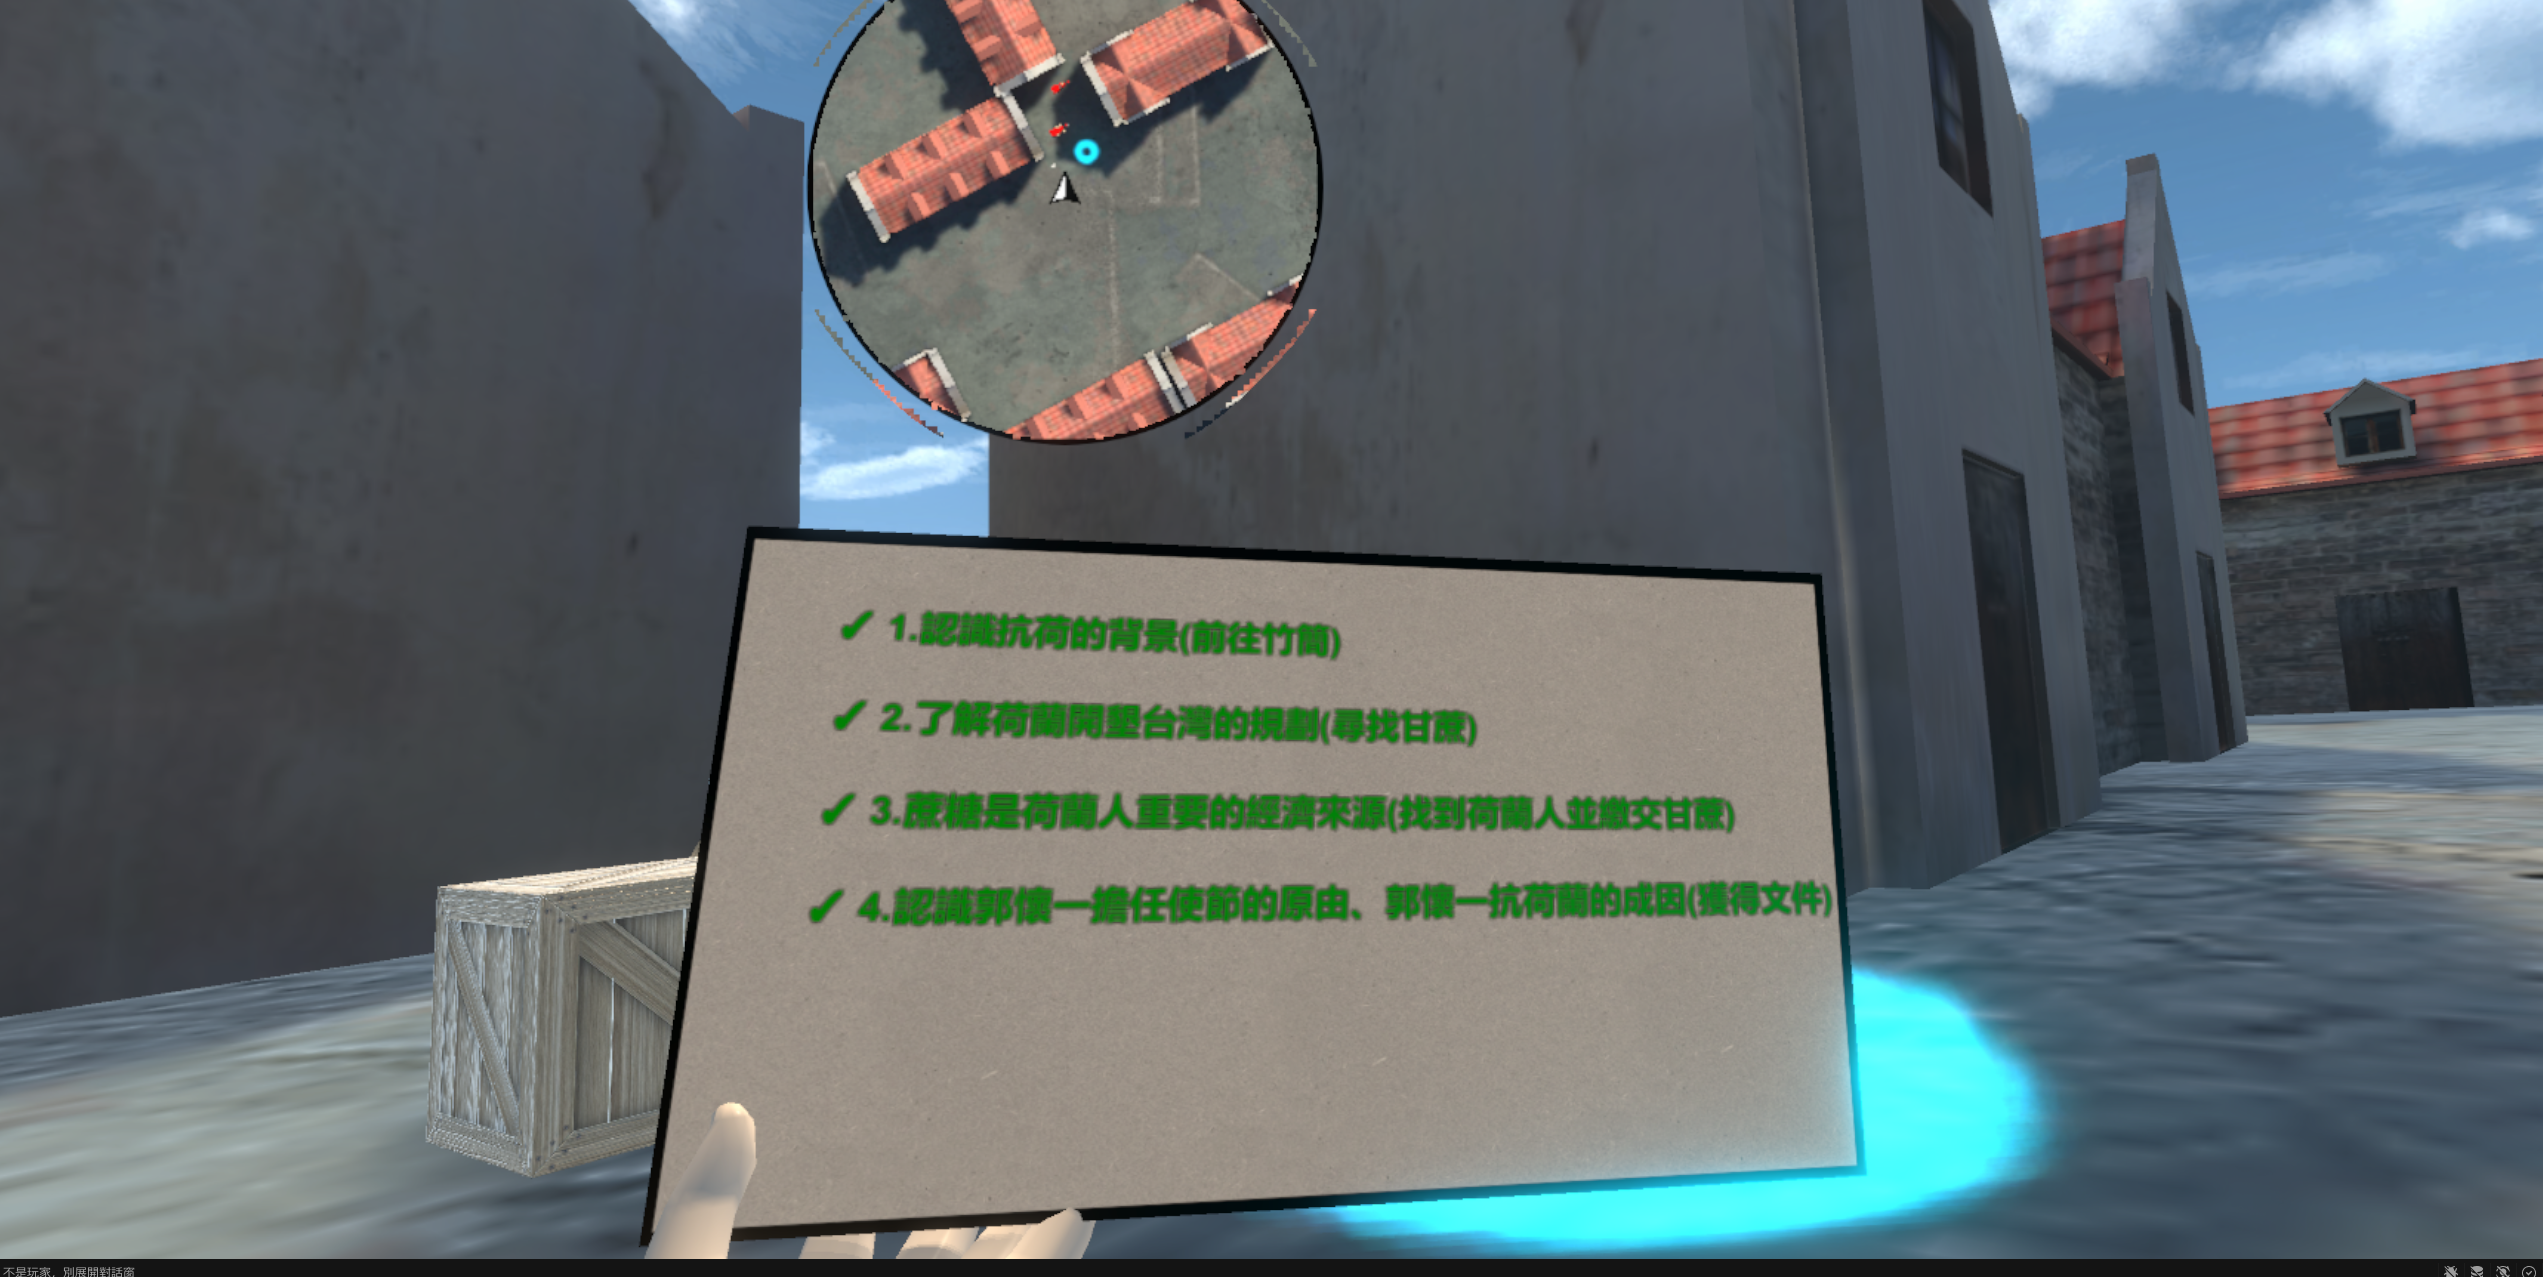 ✓ 1.認識抗荷的背景(前往竹簡)
✓ 2.了解荷蘭開墾台灣的規劃(尋找甘蔗)
✓ 3.蔗糖是荷蘭人重要的經濟來源(找到荷蘭人並繳交甘蔗)
✓ 4.認識郭懷一擔任使節的原由、郭懷一抗荷蘭的成因(獲得文件)
不是玩家，別展開對話窗